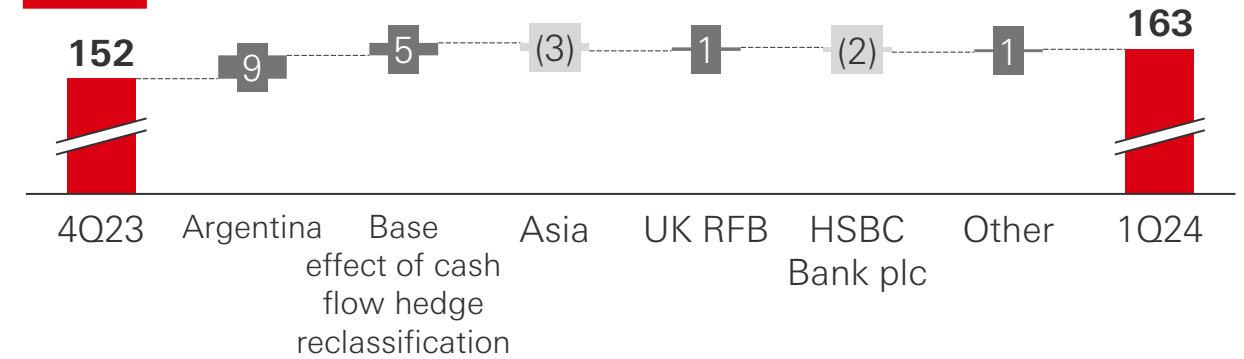 152
9
5
(3)
1
(2)
1
163
4Q23
Argentina
Base
effect of cash
flow hedge
reclassification
Asia
UK RFB
HSBC
Bank plc
Other
1Q24